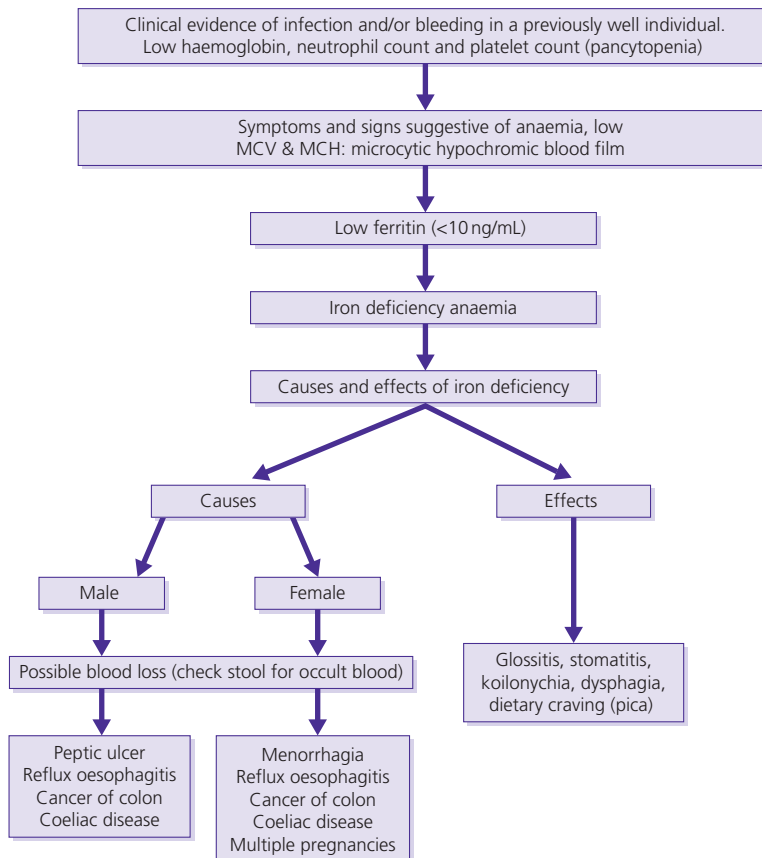 Clinical evidence of infection and/or bleeding in a previously well individual.
Low haemoglobin, neutrophil count and platelet count (pancytopenia)
Symptoms and signs suggestive of anaemia, low
MCV & MCH: microcytic hypochromic blood film
Low ferritin (<10 ng/mL)
Iron deficiency anaemia
Causes and effects of iron deficiency
Causes
Effects
Male
Female
Possible blood loss (check stool for occult blood)
Glossitis, stomatitis,
koilonychia, dysphagia,
dietary craving (pica)
Peptic ulcer
Reflux oesophagitis
Cancer of colon
Coeliac disease
Menorrhagia
Reflux oesophagitis
Cancer of colon
Coeliac disease
Multiple pregnancies